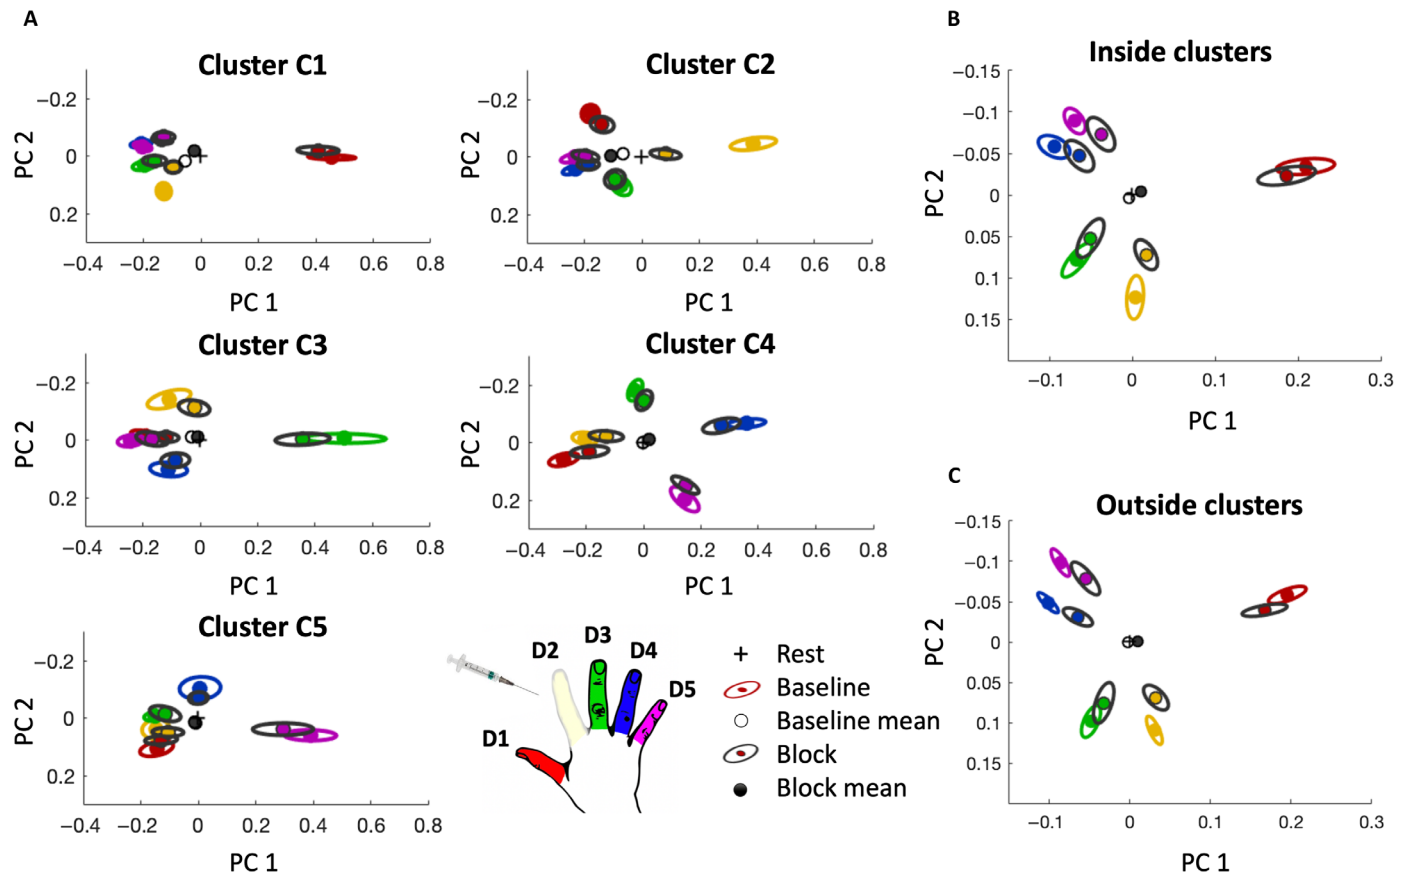 A
Cluster C1
−0.2
0
0.2
PC 2
−0.4
−0.2
0
0.2
0.4
0.6
0.8
PC 1
Cluster C2
−0.2
0
0.2
PC 2
−0.4
−0.2
0
0.2
0.4
0.6
0.8
PC 1
Cluster C3
−0.2
0
0.2
PC 2
−0.4
−0.2
0
0.2
0.4
0.6
0.8
PC 1
Cluster C4
−0.2
0
0.2
PC 2
−0.4
−0.2
0
0.2
0.4
0.6
0.8
PC 1
Cluster C5
−0.2
0
0.2
PC 2
−0.4
−0.2
0
0.2
0.4
0.6
0.8
PC 1
D1
D2
D3
D4
D5
Rest
Baseline
Baseline mean
Block
Block mean
B
Inside clusters
−0.15
−0.1
−0.05
0
0.05
0.1
0.15
PC 2
−0.1
0
0.1
0.2
0.3
PC 1
C
Outside clusters
−0.15
−0.1
−0.05
0
0.05
0.1
0.15
PC 2
−0.1
0
0.1
0.2
0.3
PC 1